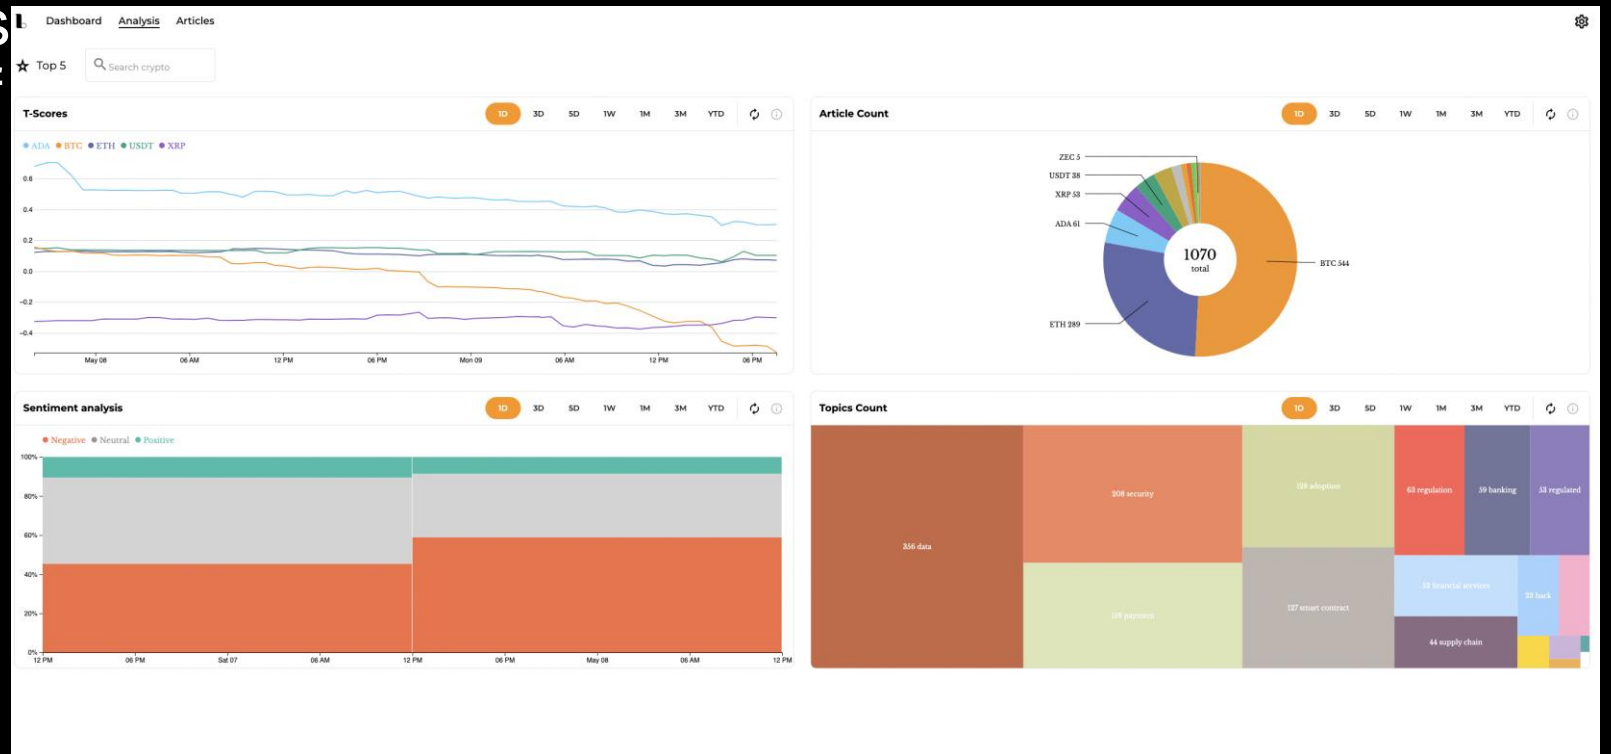 S
Dashboard Analysis Articles
Top 5 Search crypto
T-Scores 1D 3D 5D 1W 1M 3M YTD
ADA BTC ETH USDT XRP
0.6
0.4
0.2
0.0
-0.2
-0.4
May 08 06 AM 12 PM 06 PM Mon 09 06 AM 12 PM 06 PM
Article Count 1D 3D 5D 1W 1M 3M YTD
ZEC 5
USDT 38
XRP 53
ADA 61
1070
total
BTC 544
ETH 289
Sentiment analysis 1D 3D 5D 1W 1M 3M YTD
Negative Neutral Positive
100%
80%
60%
40%
20%
0%
12 PM 06 PM Sat 07 06 AM 12 PM 06 PM May 08 06 AM 12 PM
Topics Count 1D 3D 5D 1W 1M 3M YTD
356 data
208 security
adoption
63 regulation
59 banking
53 regulated
payments
127 smart contract
financial services
hack
44 supply chain